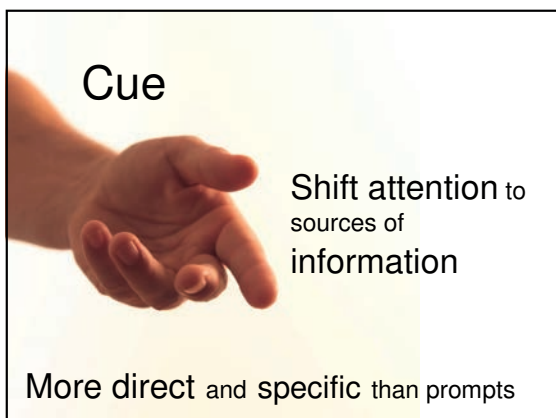 Cue
Shift attention to
sources of
information
More direct and specific than prompts